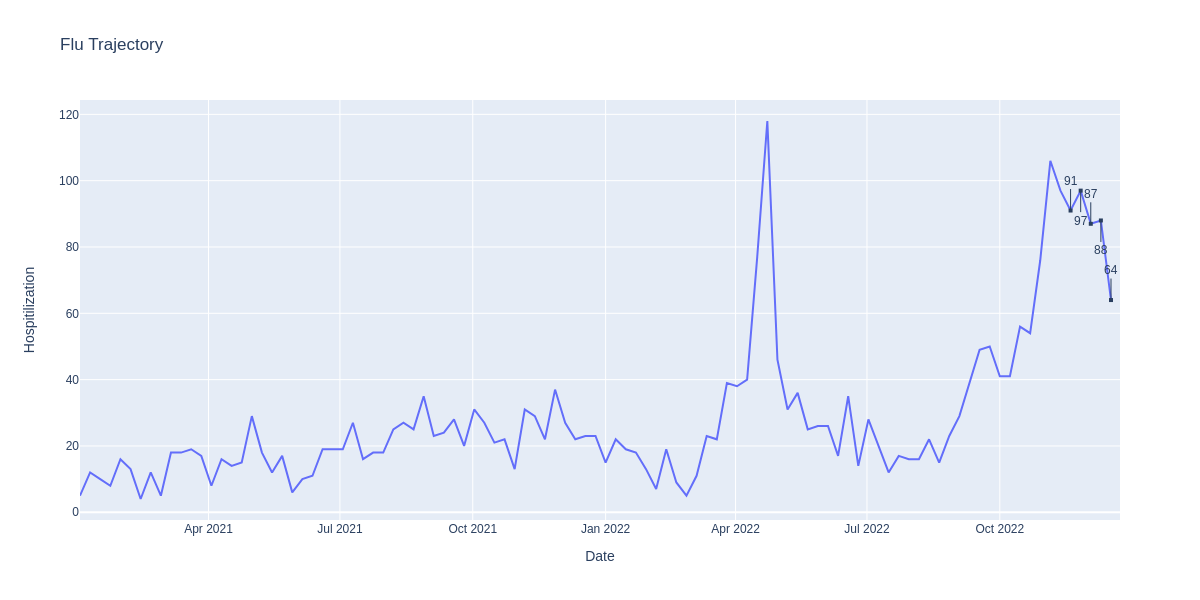 Flu Trajectory
Hospitilization
120
100
80
60
40
20
0
91
97
87
88
64
Apr 2021
Jul 2021
Oct 2021
Jan 2022
Apr 2022
Jul 2022
Oct 2022
Date